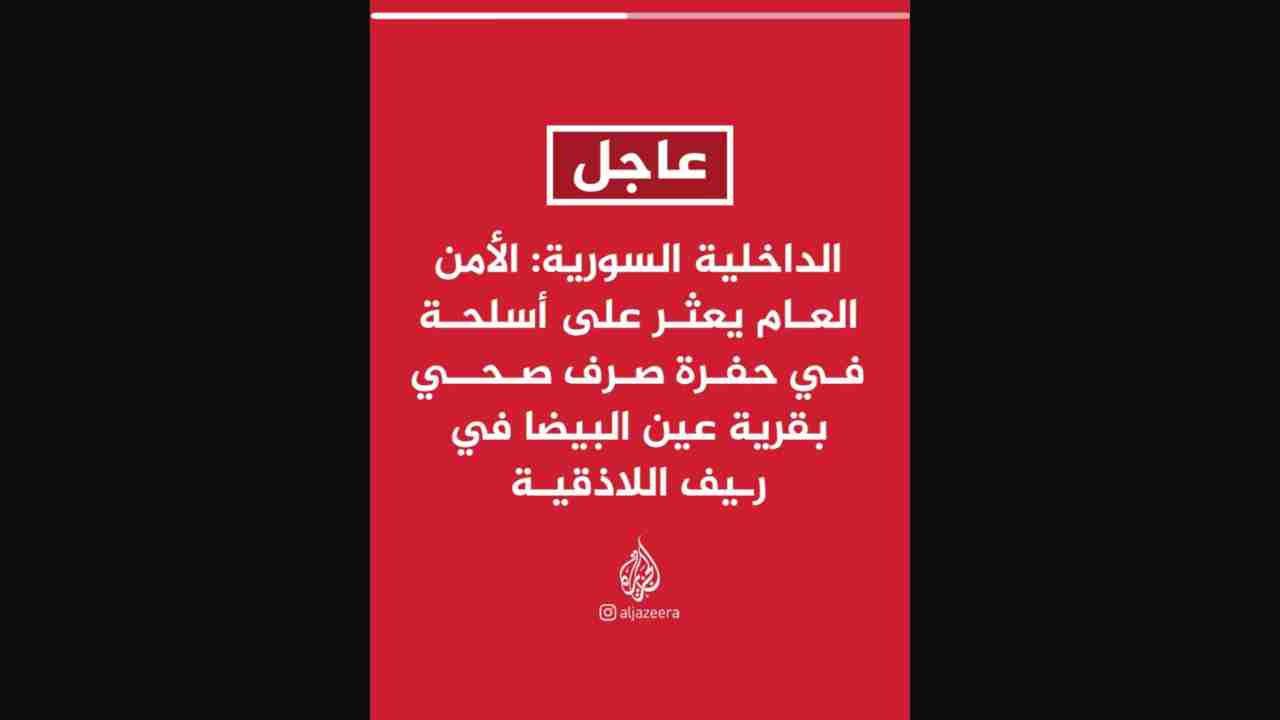 عاجل
الداخلية السورية: الأمن
العام يعثر على أسلحة
في حفرة صرف صحي
بقرية عين البيضا في
ريف اللاذقية
الجزيرة
aljazeera